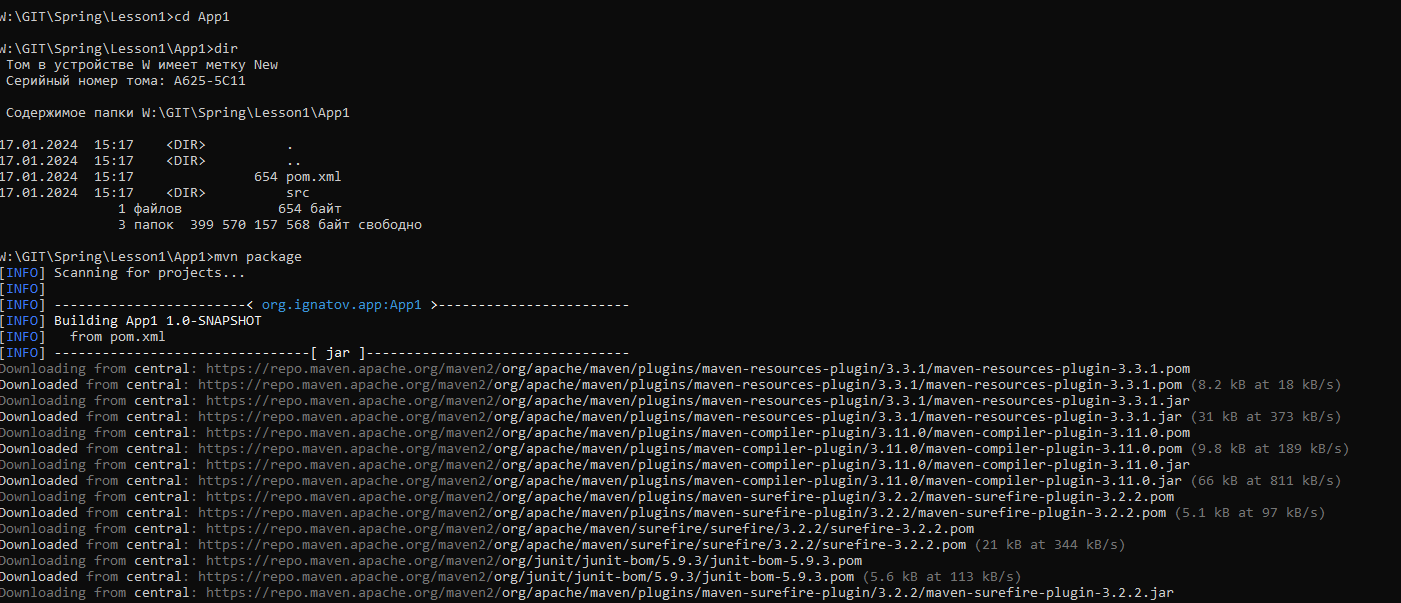 W:\GIT\Spring\Lesson1>cd App1
W:\GIT\Spring\Lesson1\App1>dir
Том в устройстве W имеет метку New
Серийный номер тома: A625-5C11
Содержимое папки W:\GIT\Spring\Lesson1\App1
17.01.2024  15:17    <DIR>          .
17.01.2024  15:17    <DIR>          ..
17.01.2024  15:17               654 pom.xml
17.01.2024  15:17    <DIR>          src
1 файлов            654 байт
3 папок  399 570 157 568 байт свободно
W:\GIT\Spring\Lesson1\App1>mvn package
[INFO] Scanning for projects...
[INFO]
[INFO] ------------------------< org.ignatov.app:App1 >------------------------
[INFO] Building App1 1.0-SNAPSHOT
[INFO]   from pom.xml
[INFO] --------------------------------[ jar ]---------------------------------
Downloading from central: https://repo.maven.apache.org/maven2/org/apache/maven/plugins/maven-resources-plugin/3.3.1/maven-resources-plugin-3.3.1.pom
Downloaded from central: https://repo.maven.apache.org/maven2/org/apache/maven/plugins/maven-resources-plugin/3.3.1/maven-resources-plugin-3.3.1.pom (8.2 kB at 18 kB/s)
Downloading from central: https://repo.maven.apache.org/maven2/org/apache/maven/plugins/maven-resources-plugin/3.3.1/maven-resources-plugin-3.3.1.jar
Downloaded from central: https://repo.maven.apache.org/maven2/org/apache/maven/plugins/maven-resources-plugin/3.3.1/maven-resources-plugin-3.3.1.jar (31 kB at 373 kB/s)
Downloading from central: https://repo.maven.apache.org/maven2/org/apache/maven/plugins/maven-compiler-plugin/3.11.0/maven-compiler-plugin-3.11.0.pom
Downloaded from central: https://repo.maven.apache.org/maven2/org/apache/maven/plugins/maven-compiler-plugin/3.11.0/maven-compiler-plugin-3.11.0.pom (9.8 kB at 189 kB/s)
Downloading from central: https://repo.maven.apache.org/maven2/org/apache/maven/plugins/maven-compiler-plugin/3.11.0/maven-compiler-plugin-3.11.0.jar
Downloaded from central: https://repo.maven.apache.org/maven2/org/apache/maven/plugins/maven-compiler-plugin/3.11.0/maven-compiler-plugin-3.11.0.jar (66 kB at 811 kB/s)
Downloading from central: https://repo.maven.apache.org/maven2/org/apache/maven/plugins/maven-surefire-plugin/3.2.2/maven-surefire-plugin-3.2.2.pom
Downloaded from central: https://repo.maven.apache.org/maven2/org/apache/maven/plugins/maven-surefire-plugin/3.2.2/maven-surefire-plugin-3.2.2.pom (5.1 kB at 97 kB/s)
Downloading from central: https://repo.maven.apache.org/maven2/org/apache/maven/surefire/surefire/3.2.2/surefire-3.2.2.pom
Downloaded from central: https://repo.maven.apache.org/maven2/org/apache/maven/surefire/surefire/3.2.2/surefire-3.2.2.pom (21 kB at 344 kB/s)
Downloading from central: https://repo.maven.apache.org/maven2/org/junit/junit-bom/5.9.3/junit-bom-5.9.3.pom
Downloaded from central: https://repo.maven.apache.org/maven2/org/junit/junit-bom/5.9.3/junit-bom-5.9.3.pom (5.6 kB at 113 kB/s)
Downloading from central: https://repo.maven.apache.org/maven2/org/apache/maven/plugins/maven-surefire-plugin/3.2.2/maven-surefire-plugin-3.2.2.jar